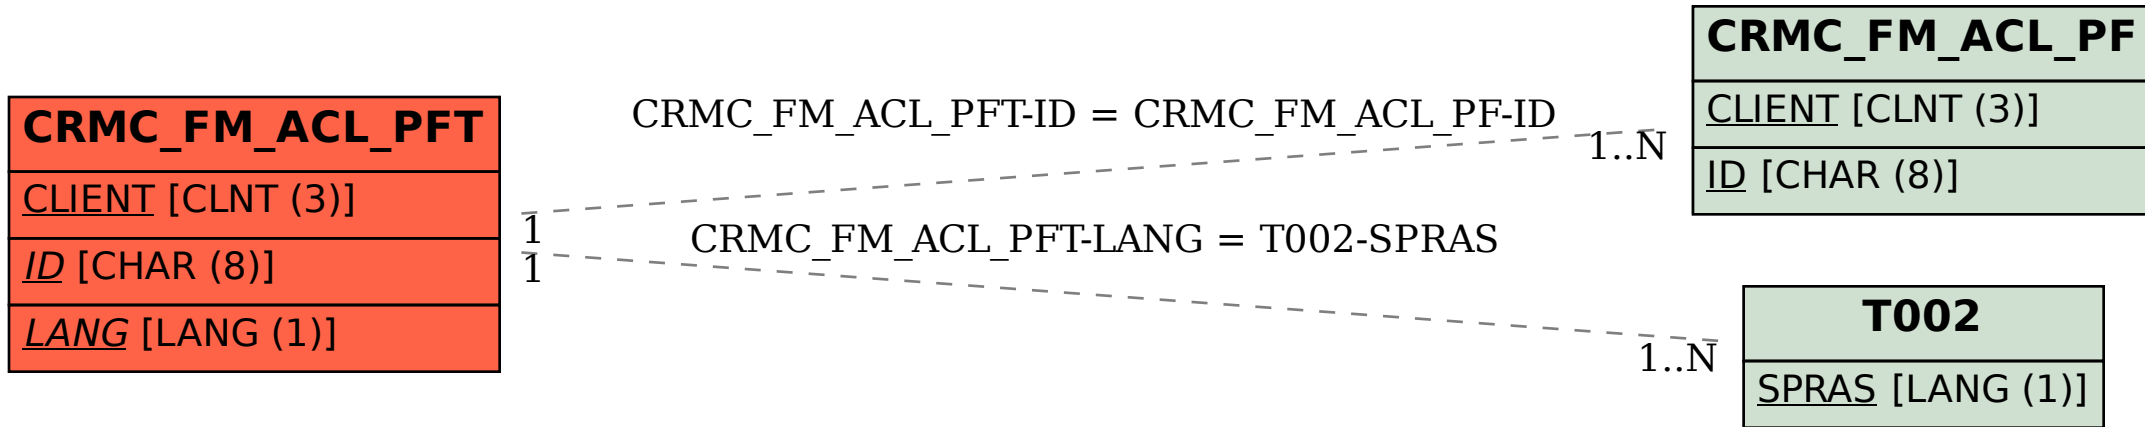 CRMC_FM_ACL_PFT
CLIENT [CLNT (3)]
ID [CHAR (8)]
LANG [LANG (1)]
CRMC_FM_ACL_PFT-ID = CRMC_FM_ACL_PF-ID
1
1..N
CRMC_FM_ACL_PFT-LANG = T002-SPRAS
1
1..N
CRMC_FM_ACL_PF
CLIENT [CLNT (3)]
ID [CHAR (8)]
T002
SPRAS [LANG (1)]